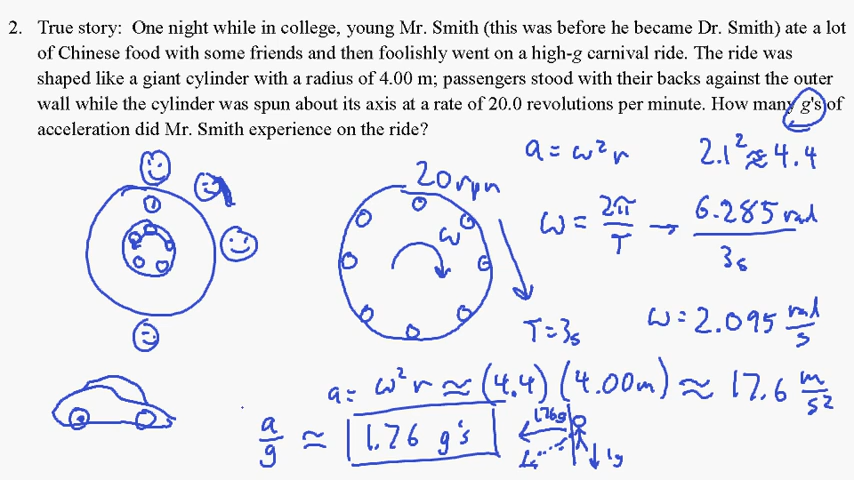 2. True story: One night while in college, young Mr. Smith (this was before he became Dr. Smith) ate a lot
of Chinese food with some friends and then foolishly went on a high-g carnival ride. The ride was
shaped like a giant cylinder with a radius of 4.00 m; passengers stood with their backs against the outer
wall while the cylinder was spun about its axis at a rate of 20.0 revolutions per minute. How many g's of
acceleration did Mr. Smith experience on the ride?
a = ω²r
2.1² ≈ 4.4
20rpm
ω = 2π/T → 6.285 rad/3s
ω
T=3s
ω = 2.095 rad/s
a = ω²r ≈ (4.4)(4.00m) ≈ 17.6 m/s²
a/g ≈ 1.76 g's
1.76g
1g